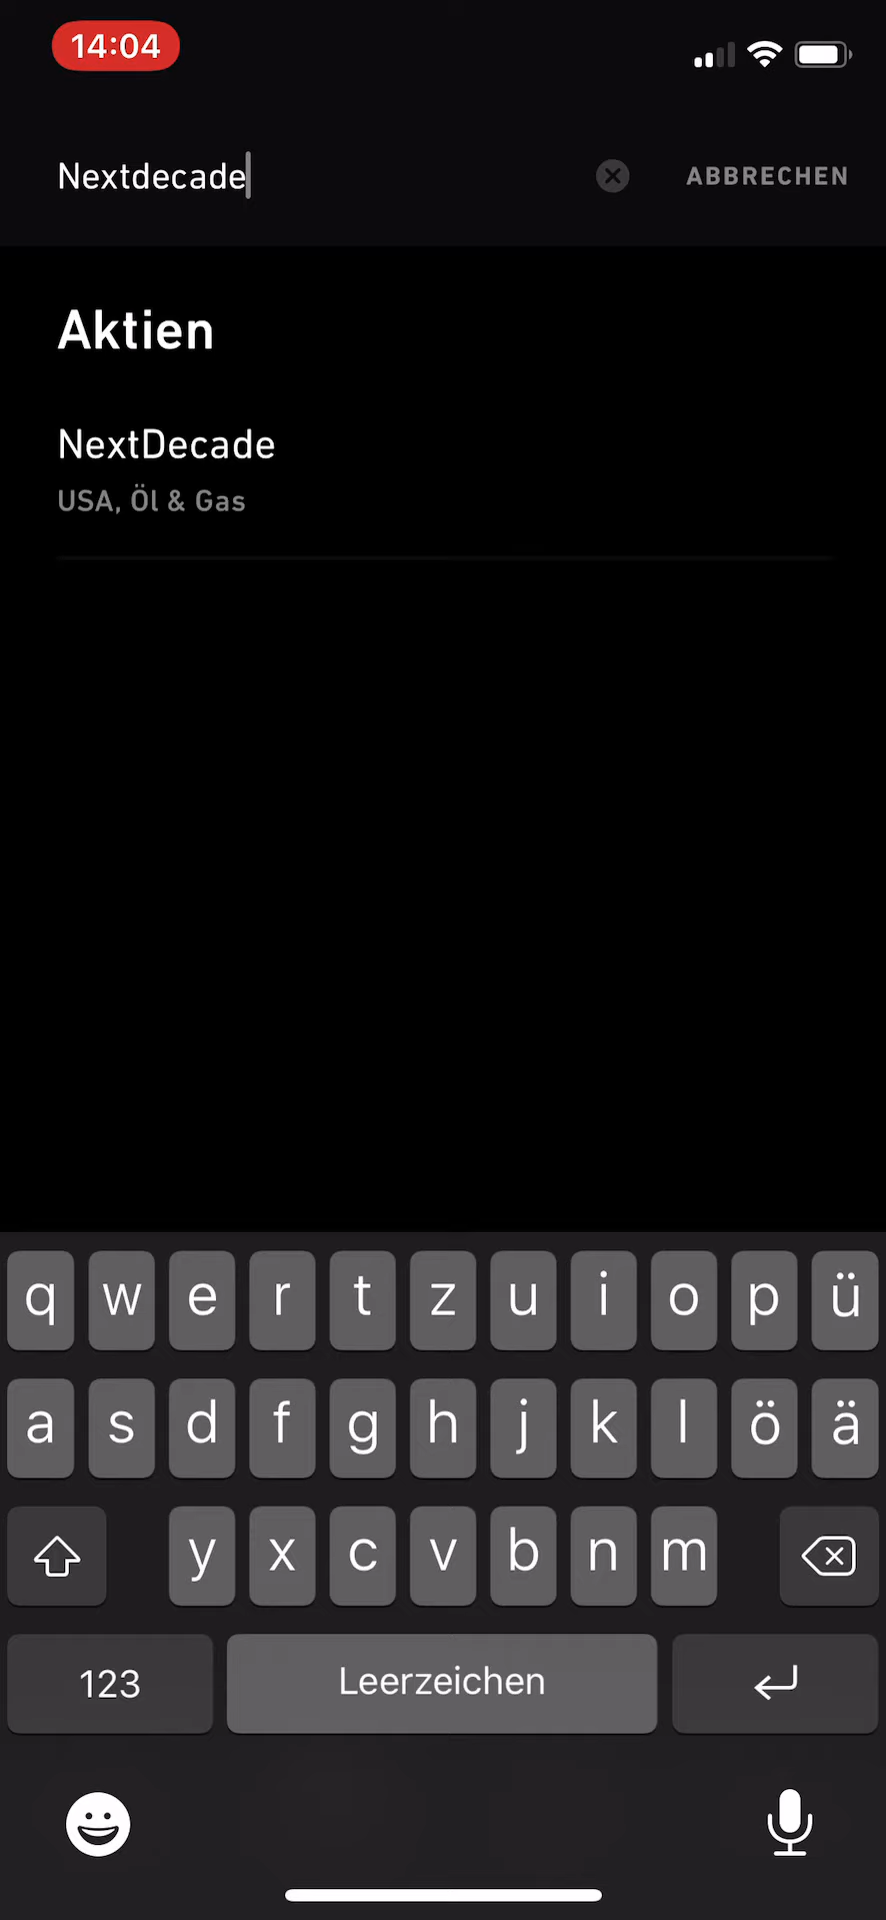 14:04
Nextdecade
ABBRECHEN
Aktien
NextDecade
USA, Öl & Gas
q w e r t z u i o p ü
a s d f g h j k l ö ä
y x c v b n m
123 Leerzeichen